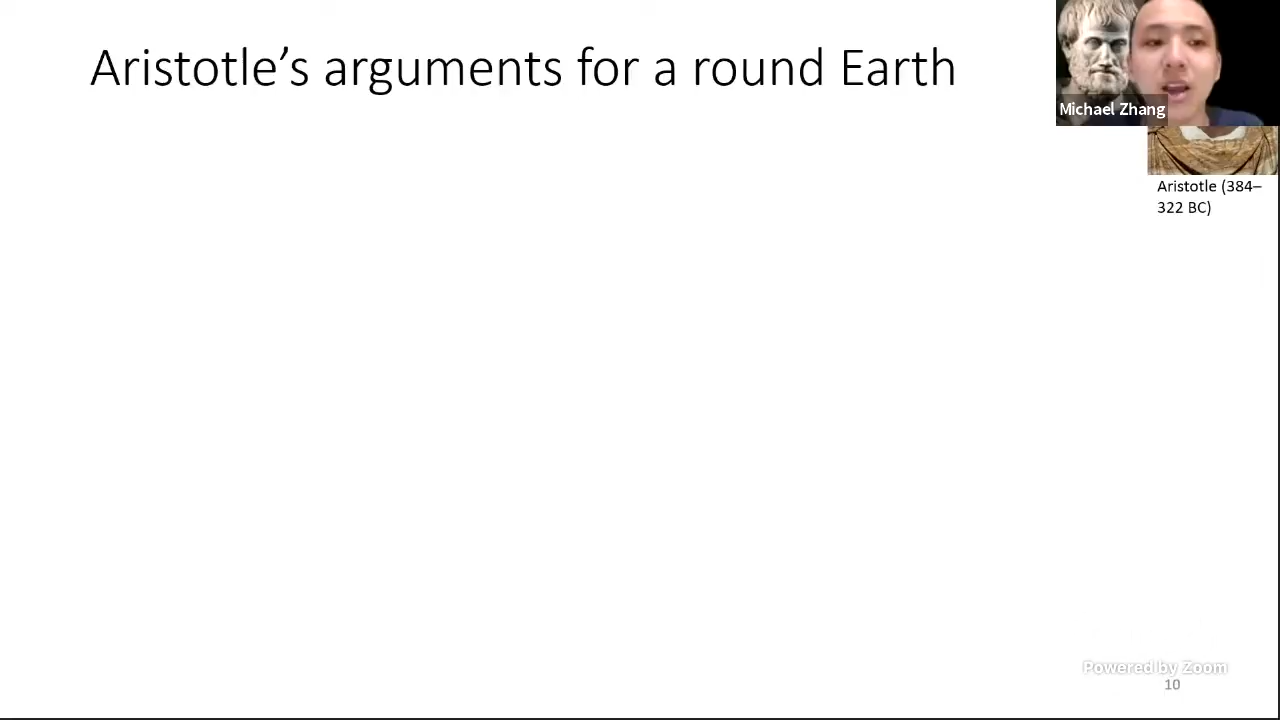 Aristotle’s arguments for a round Earth
Michael Zhang
Aristotle (384–
322 BC)
Powered by Zoom
10